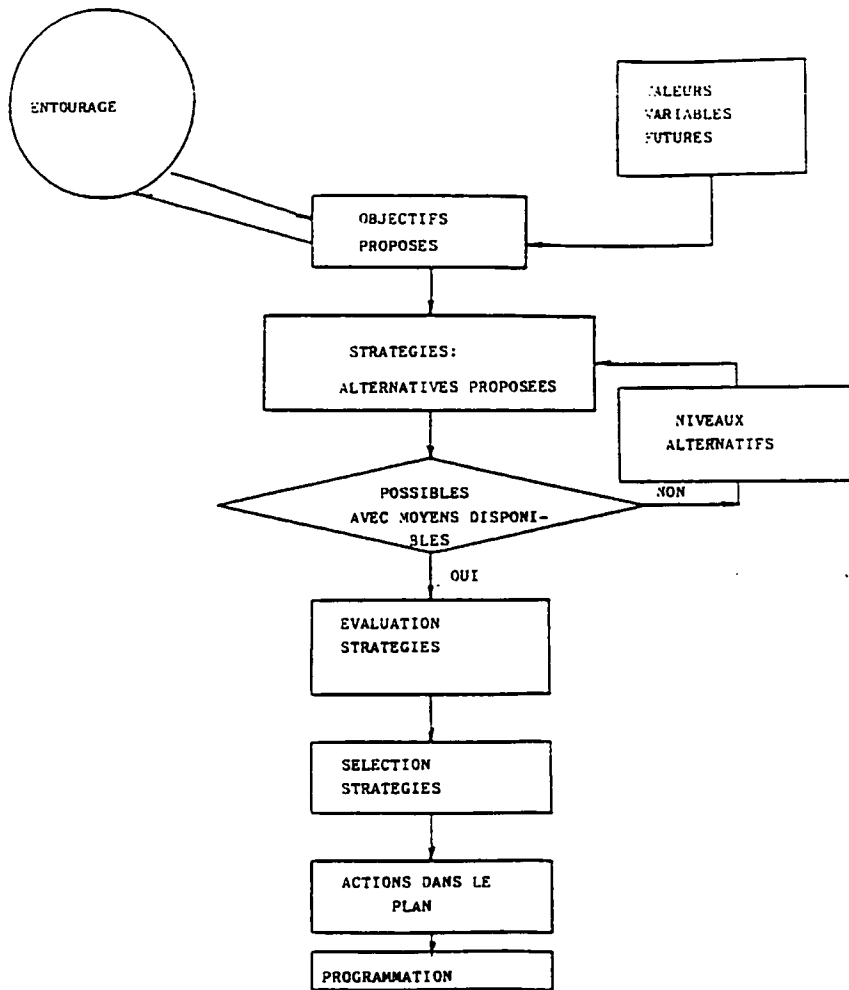 ENTOURAGE
VALEURS
VARIABLES
FUTURES
OBJECTIFS
PROPOSES
STRATEGIES:
ALTERNATIVES PROPOSEES
NIVEAUX
ALTERNATIFS
POSSIBLES
AVEC MOYENS DISPONI-
BLES
NON
OUI
EVALUATION
STRATEGIES
SELECTION
STRATEGIES
ACTIONS DANS LE
PLAN
PROGRAMMATION